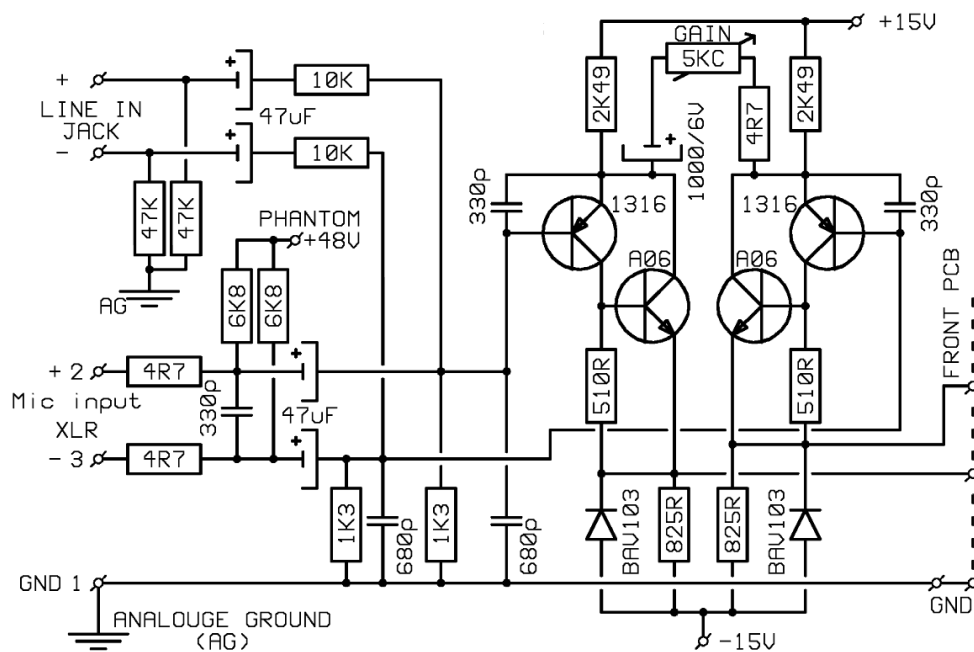 +15V
GAIN
5KC
2K49
1000/6V
4R7
2K49
+
LINE IN
JACK
-
+
47uF
10K
+
10K
+
330p
1316
1316
330p
47K
47K
PHANTOM
+48V
AG
A06
A06
6K8
6K8
FRONT PCB
+2
4R7
+
510R
510R
Mic input
XLR
330p
47uF
-3
4R7
+
1K3
680p
1K3
680p
BAV103
825R
825R
BAV103
GND 1
GND
ANALOUGE GROUND
(AG)
-15V